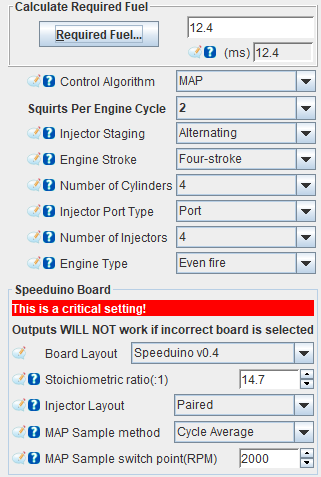 Calculate Required Fuel
Required Fuel... 12.4
(ms) 12.4
Control Algorithm MAP
Squirts Per Engine Cycle 2
Injector Staging Alternating
Engine Stroke Four-stroke
Number of Cylinders 4
Injector Port Type Port
Number of Injectors 4
Engine Type Even fire
Speeduino Board
This is a critical setting!
Outputs WILL NOT work if incorrect board is selected
Board Layout Speeduino v0.4
Stoichiometric ratio(:1) 14.7
Injector Layout Paired
MAP Sample method Cycle Average
MAP Sample switch point(RPM) 2000